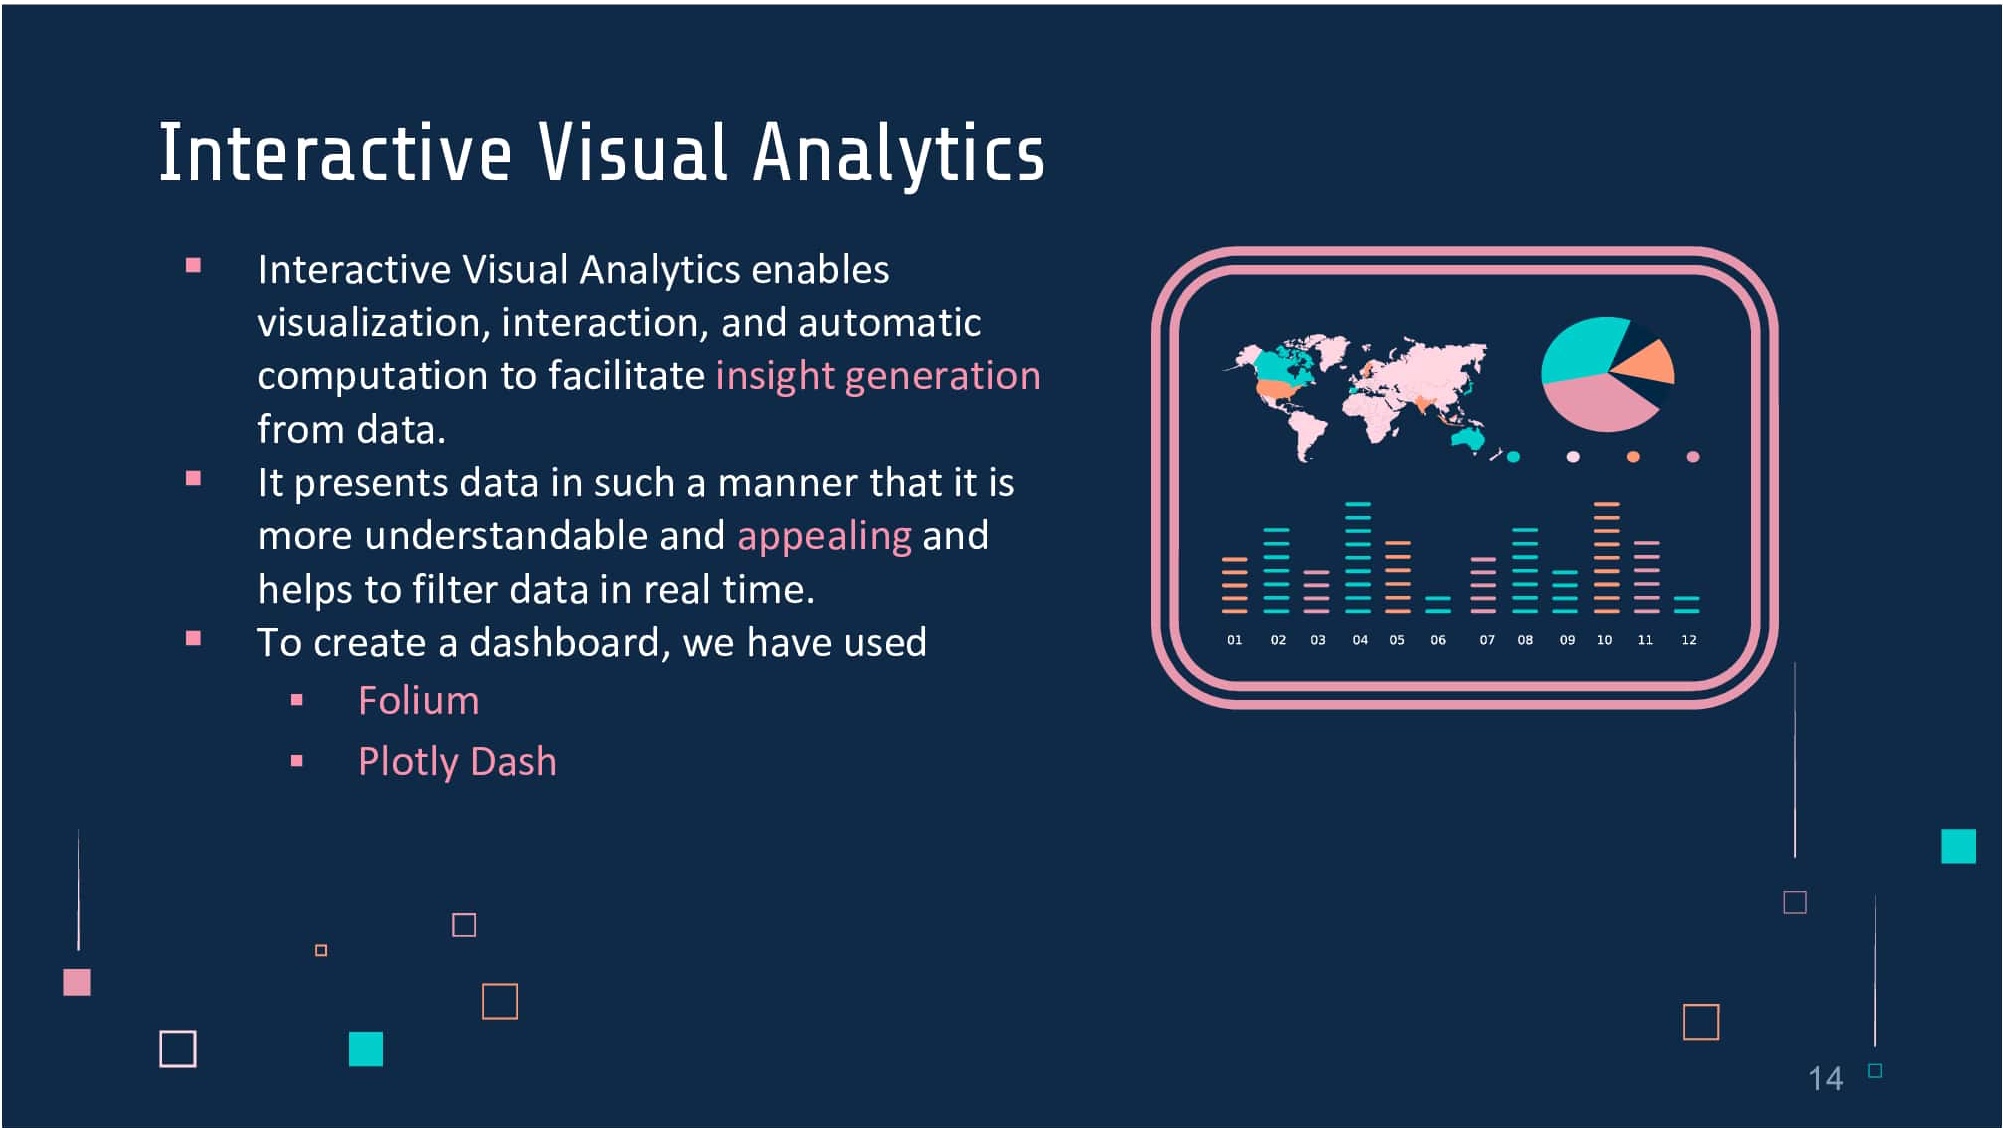 Interactive Visual Analytics
Interactive Visual Analytics enables
visualization, interaction, and automatic
computation to facilitate insight generation
from data.
It presents data in such a manner that it is
more understandable and appealing and
helps to filter data in real time.
To create a dashboard, we have used
Folium
Plotly Dash
01 02 03 04 05 06 07 08 09 10 11 12
14